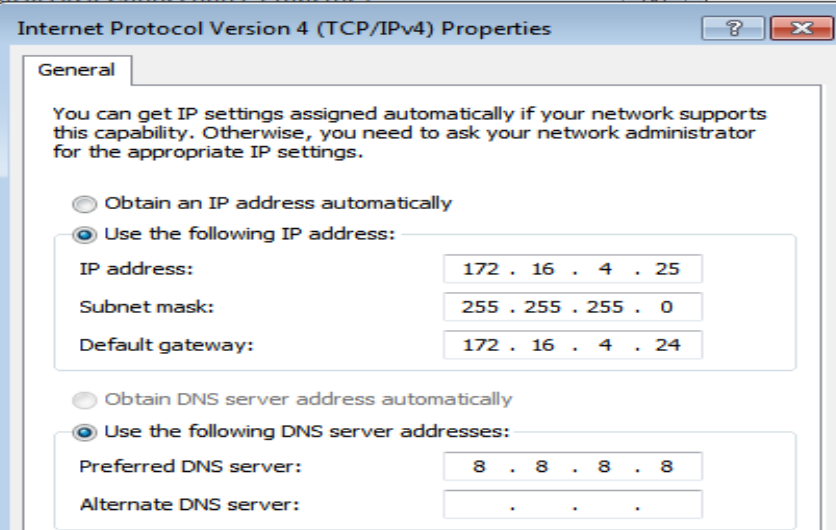 Internet Protocol Version 4 (TCP/IPv4) Properties
General
You can get IP settings assigned automatically if your network supports
this capability. Otherwise, you need to ask your network administrator
for the appropriate IP settings.
Obtain an IP address automatically
Use the following IP address:
IP address: 172 . 16 . 4 . 25
Subnet mask: 255 . 255 . 255 . 0
Default gateway: 172 . 16 . 4 . 24
Obtain DNS server address automatically
Use the following DNS server addresses:
Preferred DNS server: 8 . 8 . 8 . 8
Alternate DNS server: . . .